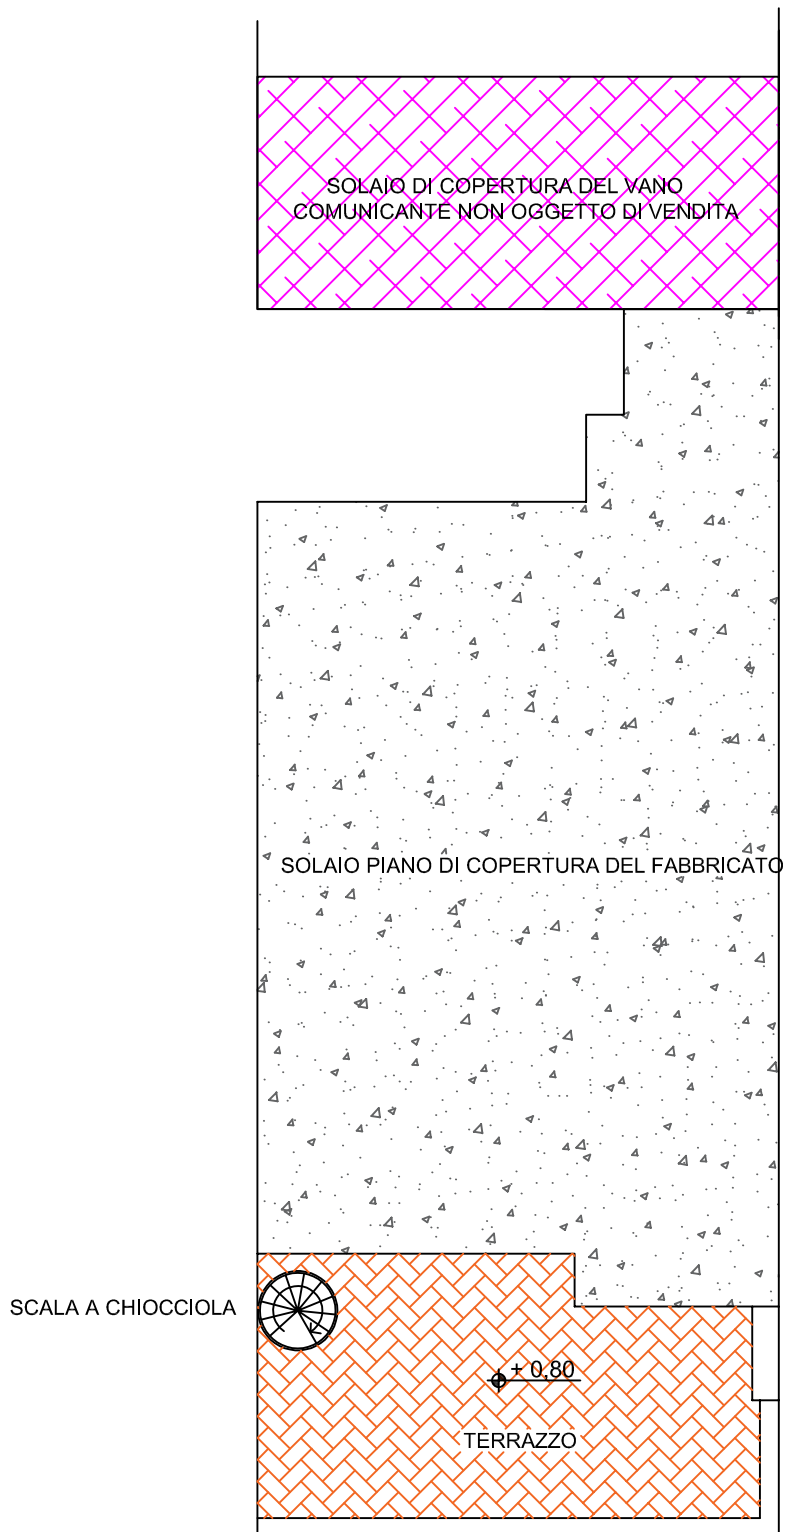 SOLAIO DI COPERTURA DEL VANO
COMUNICANTE NON OGGETTO DI VENDITA
SOLAIO PIANO DI COPERTURA DEL FABBRICATO
SCALA A CHIOCCIOLA
+ 0,80
TERRAZZO